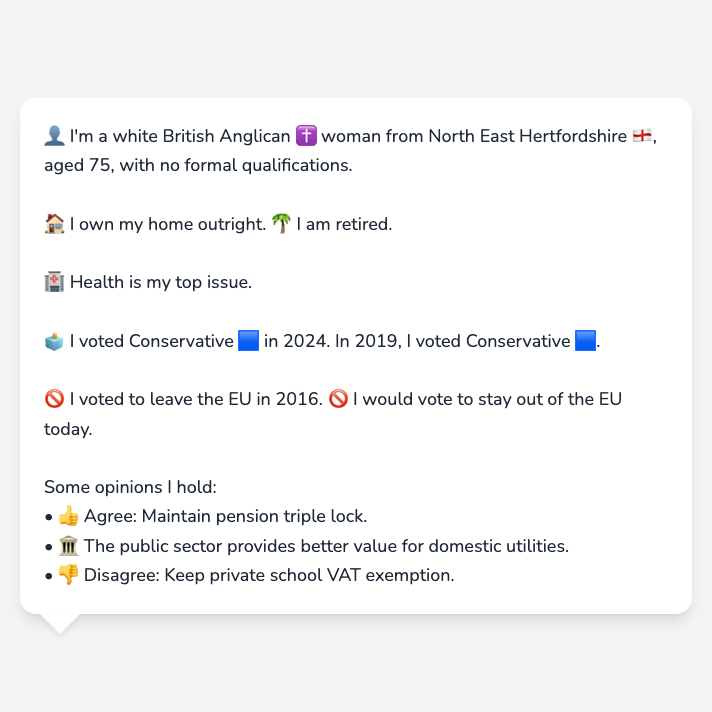 👤 I'm a white British Anglican ✝️ woman from North East Hertfordshire 🏴󠁧󠁢󠁥󠁮󠁧󠁿,
aged 75, with no formal qualifications.
🏠 I own my home outright. 🌴 I am retired.
🏥 Health is my top issue.
🗳️ I voted Conservative 🟦 in 2024. In 2019, I voted Conservative 🟦.
🚫 I voted to leave the EU in 2016. 🚫 I would vote to stay out of the EU
today.
Some opinions I hold:
• 👍 Agree: Maintain pension triple lock.
• 🏛️ The public sector provides better value for domestic utilities.
• 👎 Disagree: Keep private school VAT exemption.